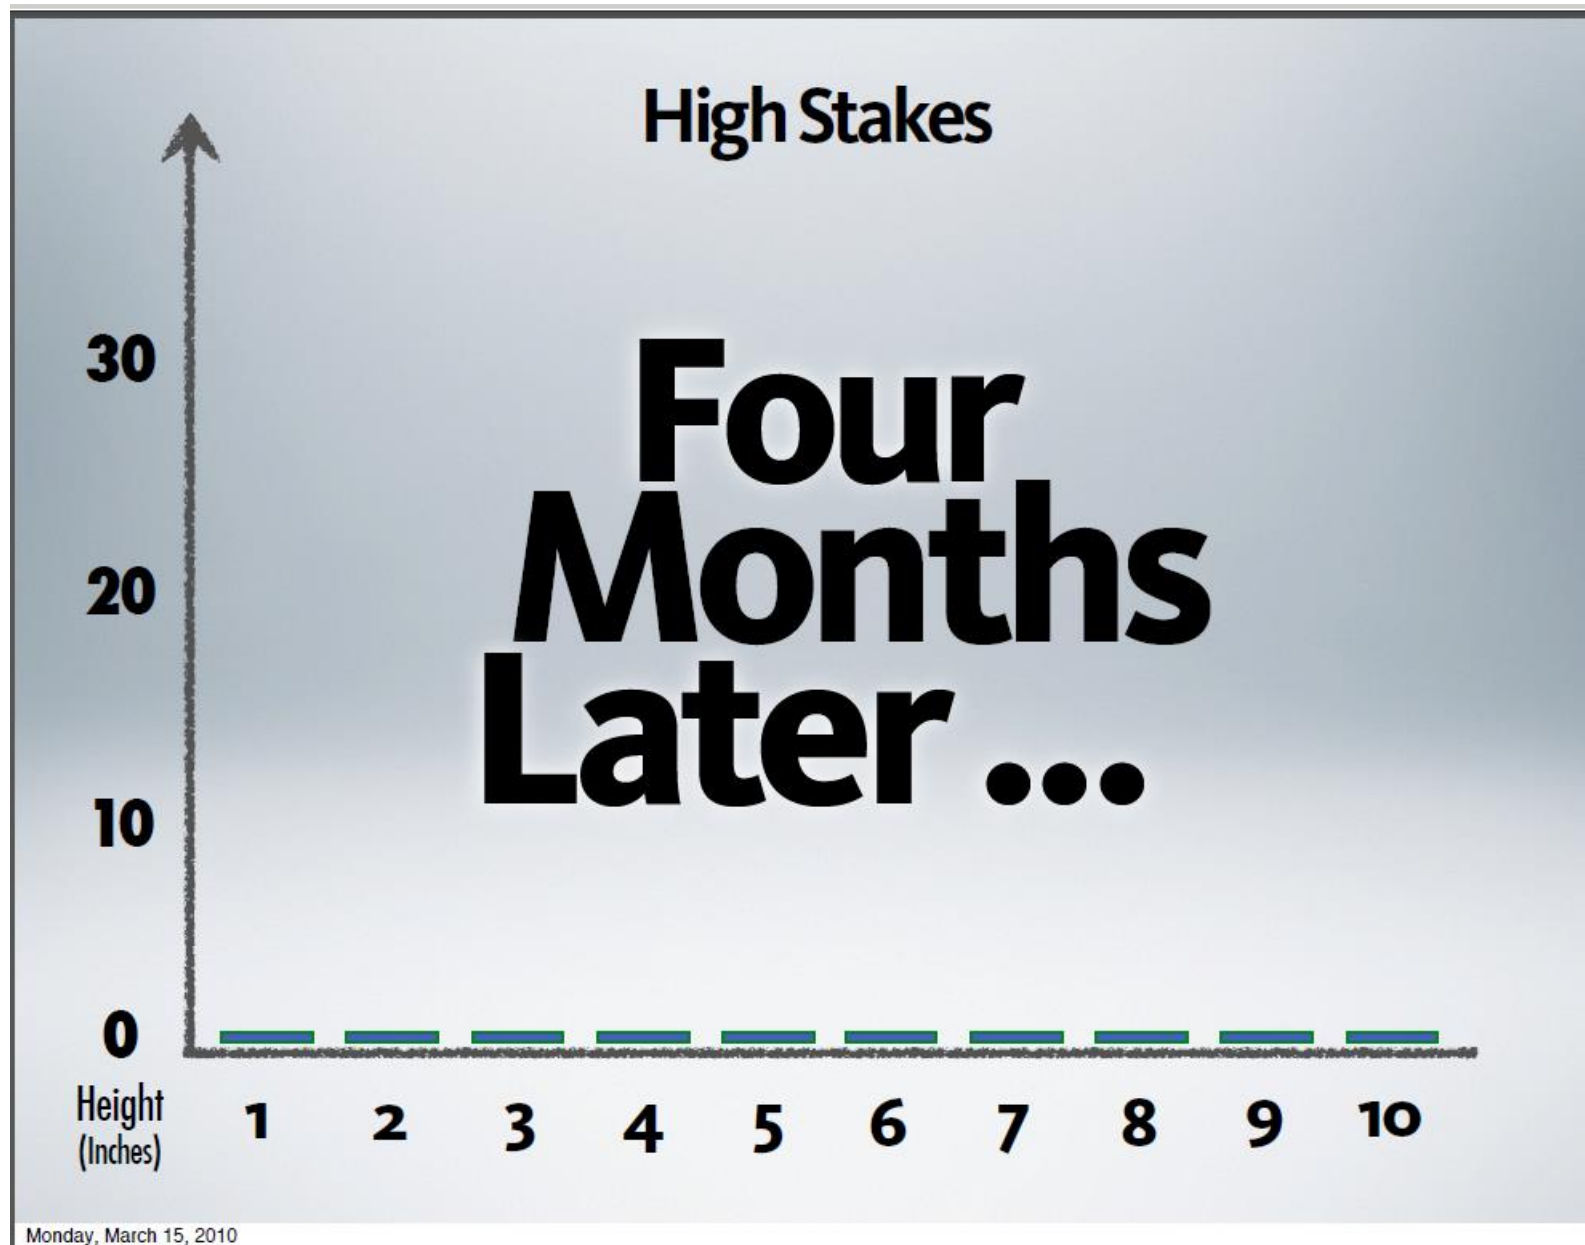 High Stakes
30
Four
Months
20
Later ...
10
0
Height
(Inches)
1 2 3 4 5 6 7 8 9 10
Monday, March 15, 2010